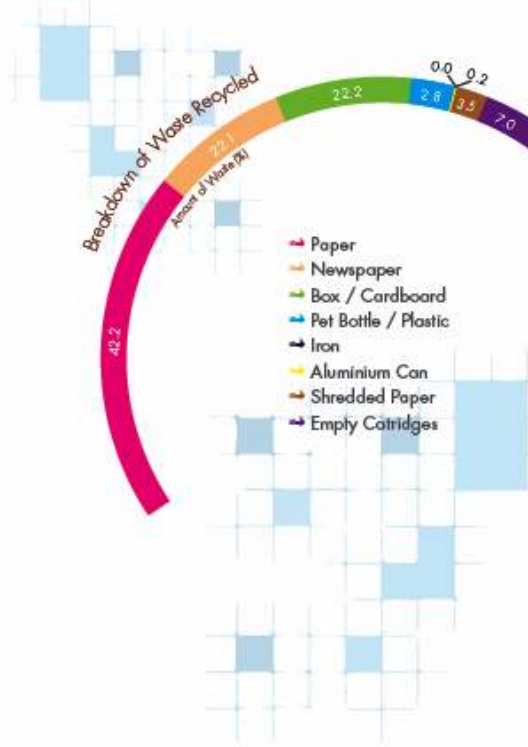 Breakdown of Waste Recycled
Amount of Waste (%)
42.2
22.1
22.2
2.8
0.0
0.2
3.5
7.0
Paper
Newspaper
Box / Cardboard
Pet Bottle / Plastic
Iron
Aluminium Can
Shredded Paper
Empty Catridges